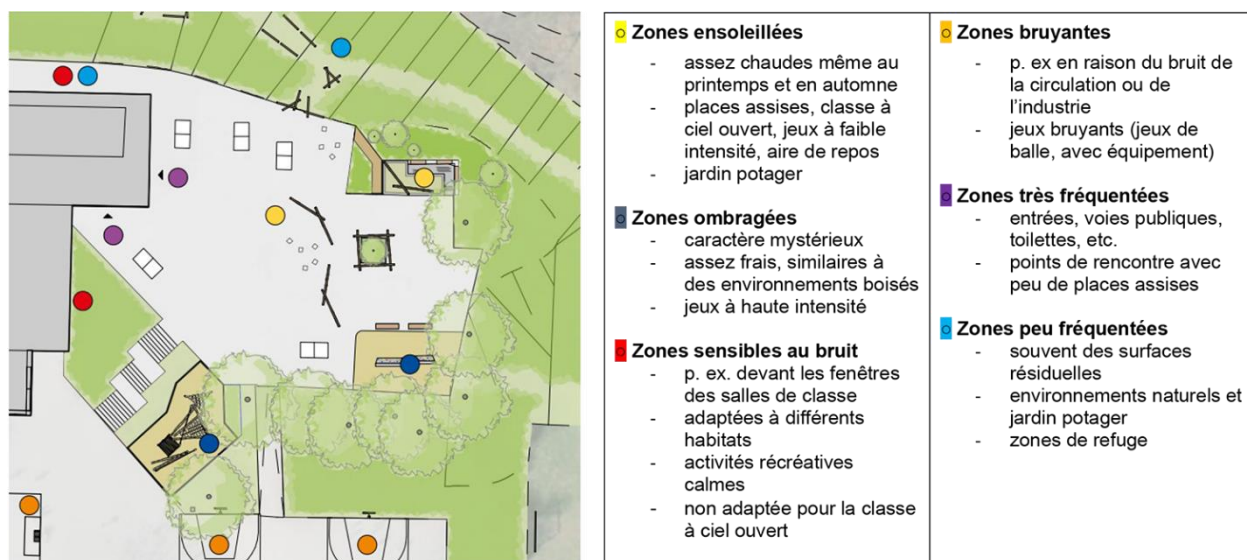 Zones ensoleillées
- assez chaudes même au
printemps et en automne
- places assises, classe à
ciel ouvert, jeux à faible
intensité, aire de repos
- jardin potager
Zones ombragées
- caractère mystérieux
- assez frais, similaires à
des environnements boisés
- jeux à haute intensité
Zones sensibles au bruit
- p. ex. devant les fenêtres
des salles de classe
- adaptées à différents
habitats
- activités récréatives
calmes
- non adaptée pour la classe
à ciel ouvert
Zones bruyantes
- p. ex en raison du bruit de
la circulation ou de
l'industrie
- jeux bruyants (jeux de
balle, avec équipement)
Zones très fréquentées
- entrées, voies publiques,
toilettes, etc.
- points de rencontre avec
peu de places assises
Zones peu fréquentées
- souvent des surfaces
résiduelles
- environnements naturels et
jardin potager
- zones de refuge